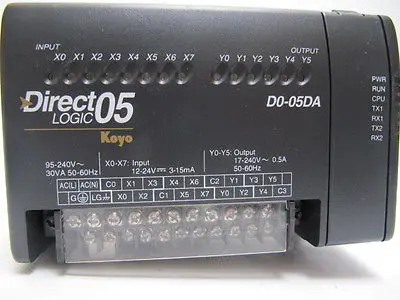 INPUT OUTPUT
X0 X1 X2 X3 X4 X5 X6 X7 Y0 Y1 Y2 Y3 Y4 Y5
Direct 05
LOGIC
Koyo
D0-05DA
PWR
RUN
CPU
TX1
RX1
TX2
RX2
95-240V~
30VA 50-60Hz
X0-X7: Input
12-24V⎓ 3-15mA
Y0-Y5: Output
17-240V~ 0.5A
50-60Hz
AC(L) AC(N) C0 X1 X3 X4 X6 C2 Y1 Y3 Y5
G LG X0 X2 C1 X5 X7 Y0 Y2 Y4 C3